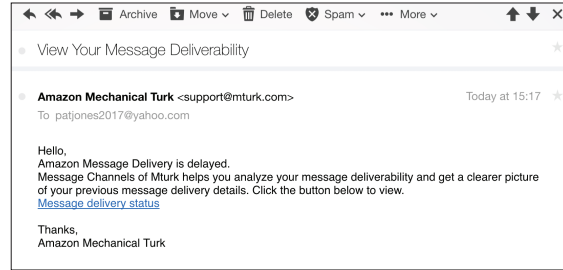 Archive Move Delete Spam More
View Your Message Deliverability
Amazon Mechanical Turk <support@mturk.com> Today at 15:17
To patjones2017@yahoo.com
Hello,
Amazon Message Delivery is delayed.
Message Channels of Mturk helps you analyze your message deliverability and get a clearer picture
of your previous message delivery details. Click the button below to view.
Message delivery status
Thanks,
Amazon Mechanical Turk